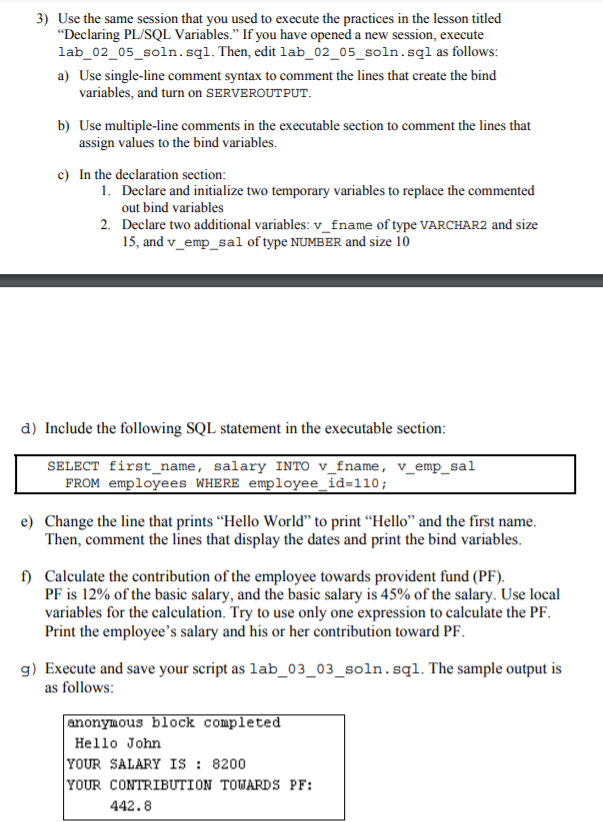 3) Use the same session that you used to execute the practices in the lesson titled
“Declaring PL/SQL Variables.” If you have opened a new session, execute
lab_02_05_soln.sql. Then, edit lab_02_05_soln.sql as follows:
a) Use single-line comment syntax to comment the lines that create the bind
variables, and turn on SERVEROUTPUT.
b) Use multiple-line comments in the executable section to comment the lines that
assign values to the bind variables.
c) In the declaration section:
1. Declare and initialize two temporary variables to replace the commented
out bind variables
2. Declare two additional variables: v_fname of type VARCHAR2 and size
15, and v_emp_sal of type NUMBER and size 10
d) Include the following SQL statement in the executable section:
SELECT first_name, salary INTO v_fname, v_emp_sal
FROM employees WHERE employee_id=110;
e) Change the line that prints “Hello World” to print “Hello” and the first name.
Then, comment the lines that display the dates and print the bind variables.
f) Calculate the contribution of the employee towards provident fund (PF).
PF is 12% of the basic salary, and the basic salary is 45% of the salary. Use local
variables for the calculation. Try to use only one expression to calculate the PF.
Print the employee’s salary and his or her contribution toward PF.
g) Execute and save your script as lab_03_03_soln.sql. The sample output is
as follows:
anonymous block completed
Hello John
YOUR SALARY IS : 8200
YOUR CONTRIBUTION TOWARDS PF:
442.8